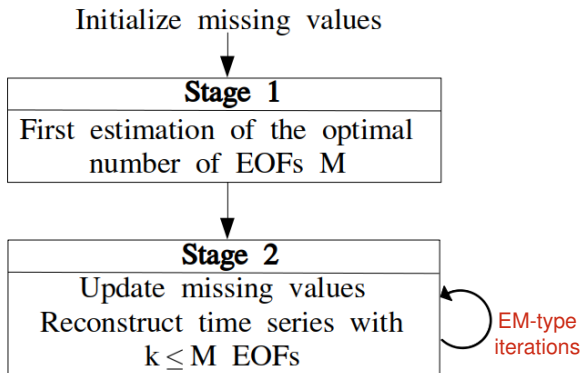 Initialize missing values
Stage 1
First estimation of the optimal
number of EOFs M
Stage 2
Update missing values
Reconstruct time series with
k ≤ M EOFs
EM-type
iterations